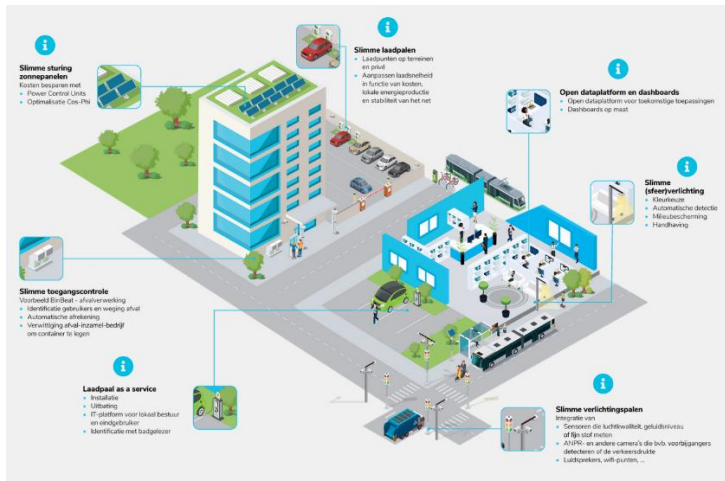 Slimme sturing
zonnepanelen
Kosten besparen met
Power Control Units
Optimalisatie Cos-Phi
Slimme laadpalen
Laadpunten op terreinen
en privé
Aanpassen laadsnelheid
in functie van kosten,
lokale energieproductie
en stabiliteit van het net
Open dataplatform en dashboards
Open dataplatform voor toekomstige toepassingen
Dashboards op maat
Slimme
(sfeer)verlichting
Kleurkeuze
Automatische detectie
Milieubescherming
Handhaving
Slimme toegangscontrole
Voorbeeld BinBeat - afvalverwerking
Identificatie gebruikers en weging afval
Automatische afrekening
Verwittiging afval-inzamel-bedrijf
om container te legen
Laadpaal as a service
Installatie
Uitbating
IT-platform voor lokaal bestuur
en eindgebruiker
Identificatie met badgelezer
Slimme verlichtingspalen
Integratie van
Sensoren die luchtkwaliteit, geluidsniveau
of fijn stof meten
ANPR- en andere camera's die bvb. voorbijgangers
detecteren of de verkeersdrukte
Luidsprekers, wifi-punten, ...